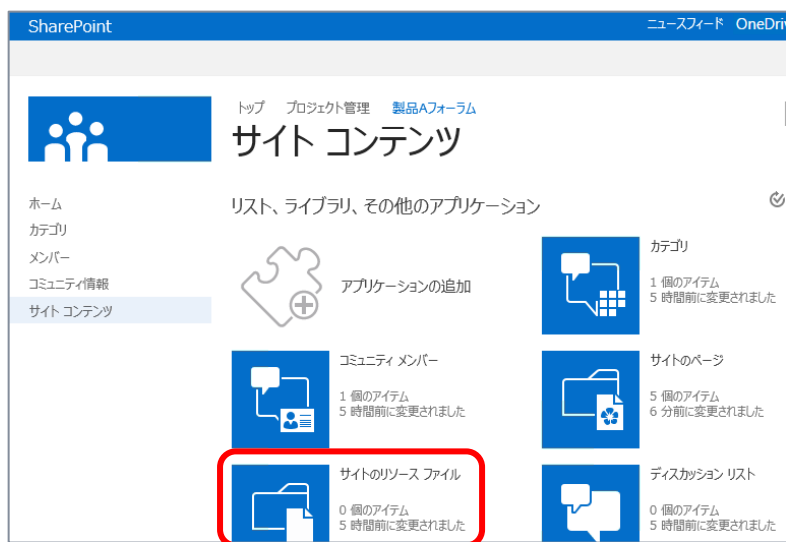 SharePoint
ニュースフィード OneDriv
トップ プロジェクト管理 製品Aフォーラム
サイト コンテンツ
ホーム
カテゴリ
メンバー
コミュニティ情報
サイト コンテンツ
リスト、ライブラリ、その他のアプリケーション
アプリケーションの追加
カテゴリ
1 個のアイテム
5 時間前に変更されました
コミュニティ メンバー
1 個のアイテム
5 時間前に変更されました
サイトのページ
5 個のアイテム
6 分前に変更されました
サイトのリソース ファイル
0 個のアイテム
5 時間前に変更されました
ディスカッション リスト
0 個のアイテム
5 時間前に変更されました